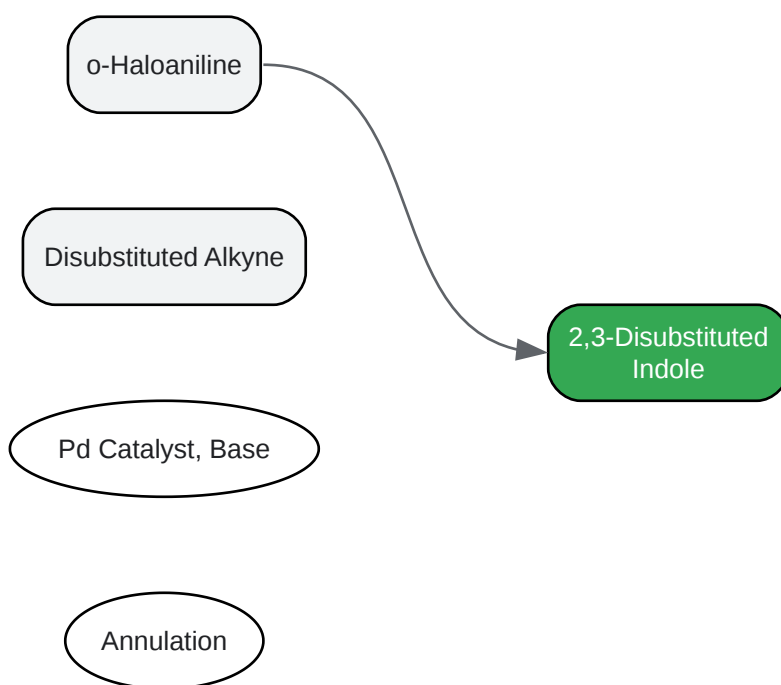 o-Haloaniline
Disubstituted Alkyne
2,3-Disubstituted
Indole
Pd Catalyst, Base
Annulation